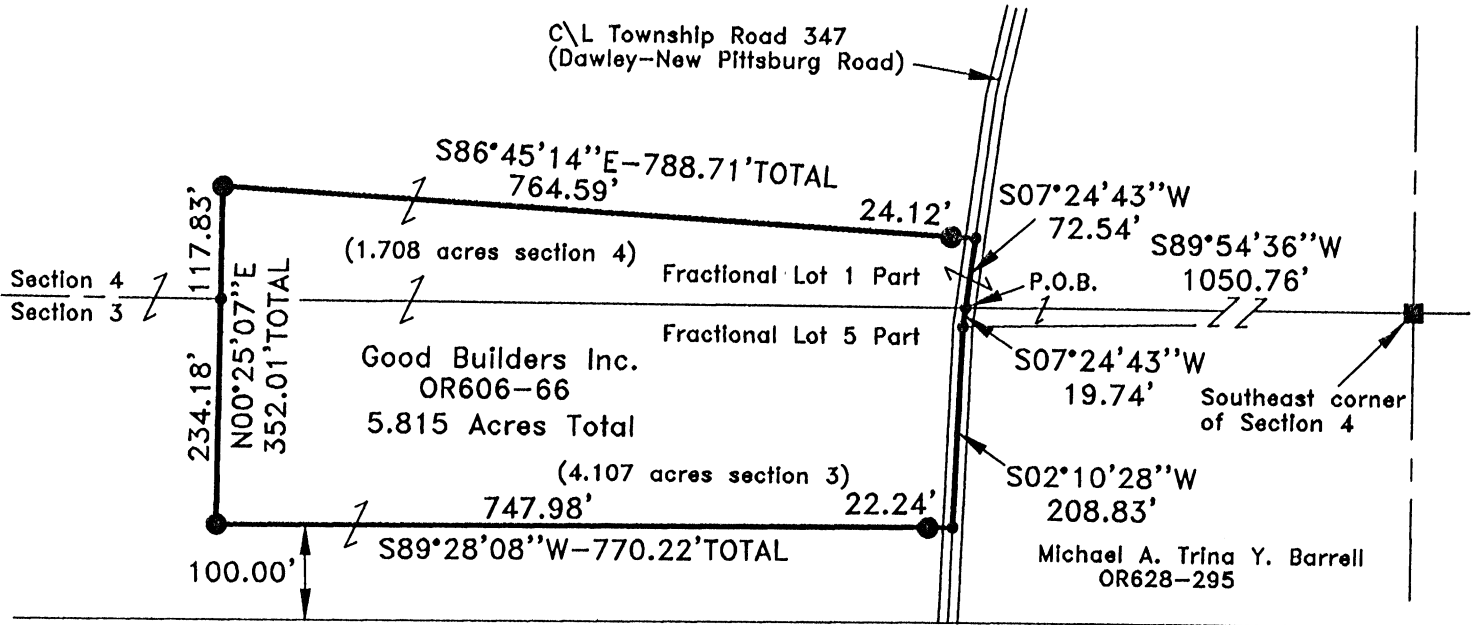 C\L Township Road 347
(Dawley-New Pittsburg Road)
S86°45'14''E-788.71'TOTAL
764.59'
24.12'
S07°24'43''W
72.54'
S89°54'36''W
1050.76'
117.83'
(1.708 acres section 4)
Fractional Lot 1 Part
P.O.B.
Section 4
Section 3
N00°25'07''E
352.01'TOTAL
234.18'
Fractional Lot 5 Part
Good Builders Inc.
OR606-66
5.815 Acres Total
S07°24'43''W
19.74'
Southeast corner
of Section 4
(4.107 acres section 3)
S02°10'28''W
208.83'
747.98'
22.24'
S89°28'08''W-770.22'TOTAL
100.00'
Michael A. Trina Y. Barrell
OR628-295